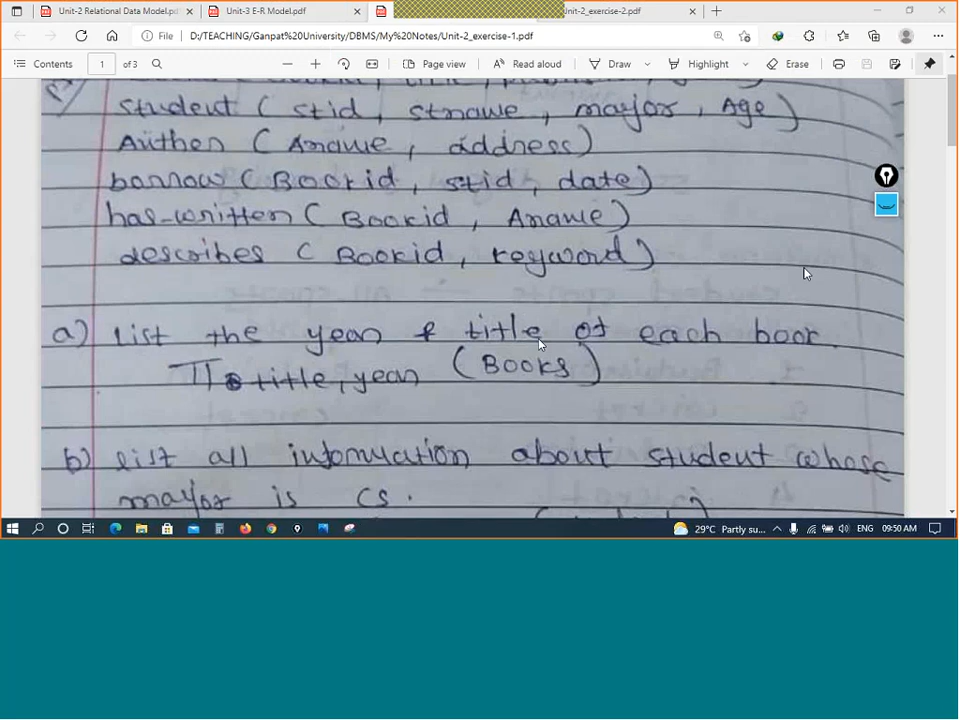 Unit-2 Relational Data Model.pd
Unit-3 E-R Model.pdf
Unit-2_exercise-2.pdf
File
D:/TEACHING/Ganpat%20University/DBMS/My%20Notes/Unit-2_exercise-1.pdf
Contents
1
of 3
Page view
Read aloud
Draw
Highlight
Erase
student ( stid, stname, major, Age)
Author (Aname, address)
borrow (Bookid, stid, date)
has-written (Bookid, Aname)
describes ( Bookid, keyword)
a) List the year & title of each book.
Π title, year (Books)
b) list all information about student whose
major is CS.
29°C Partly su...
ENG
09:50 AM